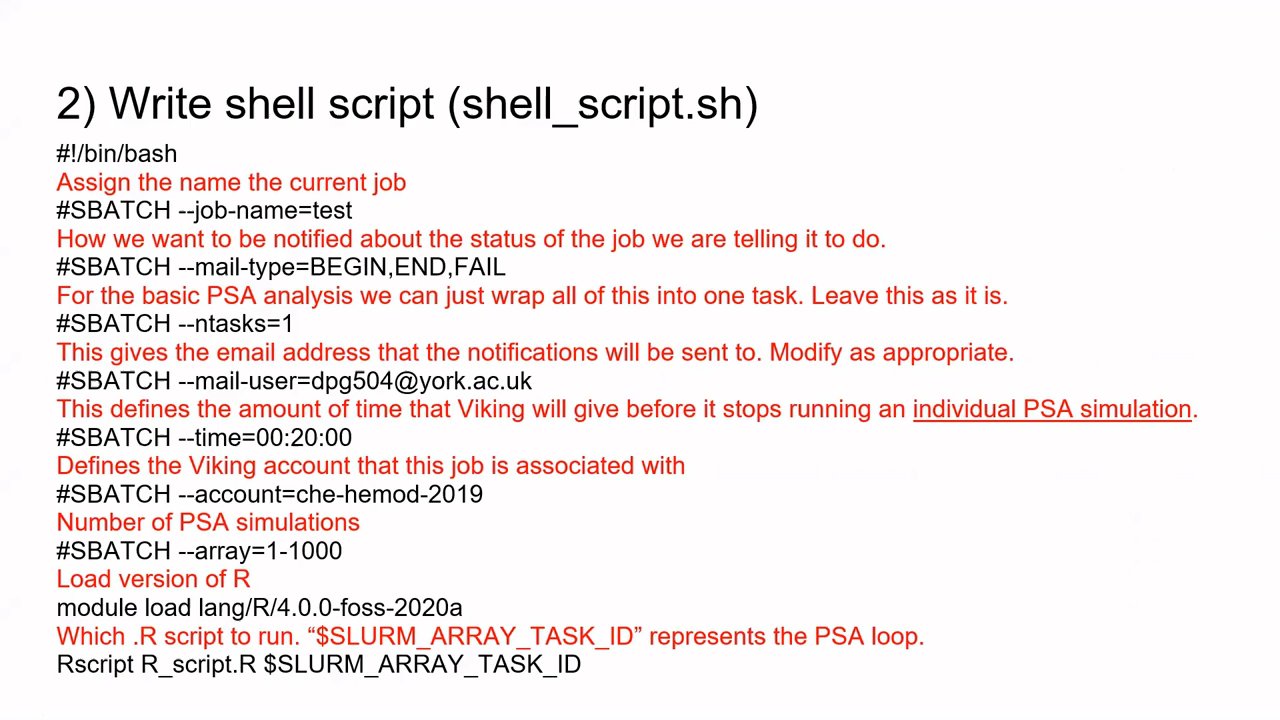 2) Write shell script (shell_script.sh)
#!/bin/bash
Assign the name the current job
#SBATCH --job-name=test
How we want to be notified about the status of the job we are telling it to do.
#SBATCH --mail-type=BEGIN,END,FAIL
For the basic PSA analysis we can just wrap all of this into one task. Leave this as it is.
#SBATCH --ntasks=1
This gives the email address that the notifications will be sent to. Modify as appropriate.
#SBATCH --mail-user=dpg504@york.ac.uk
This defines the amount of time that Viking will give before it stops running an individual PSA simulation.
#SBATCH --time=00:20:00
Defines the Viking account that this job is associated with
#SBATCH --account=che-hemod-2019
Number of PSA simulations
#SBATCH --array=1-1000
Load version of R
module load lang/R/4.0.0-foss-2020a
Which .R script to run. “$SLURM_ARRAY_TASK_ID” represents the PSA loop.
Rscript R_script.R $SLURM_ARRAY_TASK_ID